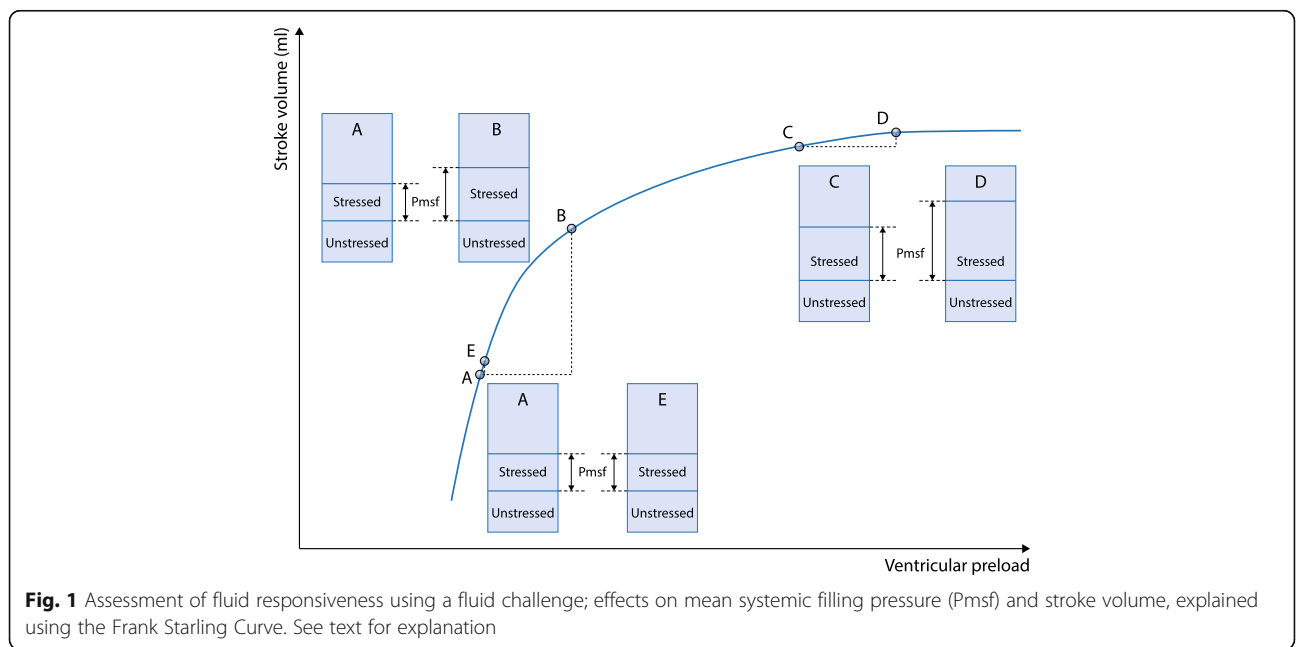 Stroke volume (ml)
A
B
Stressed
Pmsf
Stressed
Unstressed
Unstressed
B
C
D
C
D
Pmsf
Stressed
Stressed
Unstressed
Unstressed
E
A
A
E
Stressed
Pmsf
Stressed
Unstressed
Unstressed
Ventricular preload
Fig. 1 Assessment of fluid responsiveness using a fluid challenge; effects on mean systemic filling pressure (Pmsf) and stroke volume, explained
using the Frank Starling Curve. See text for explanation